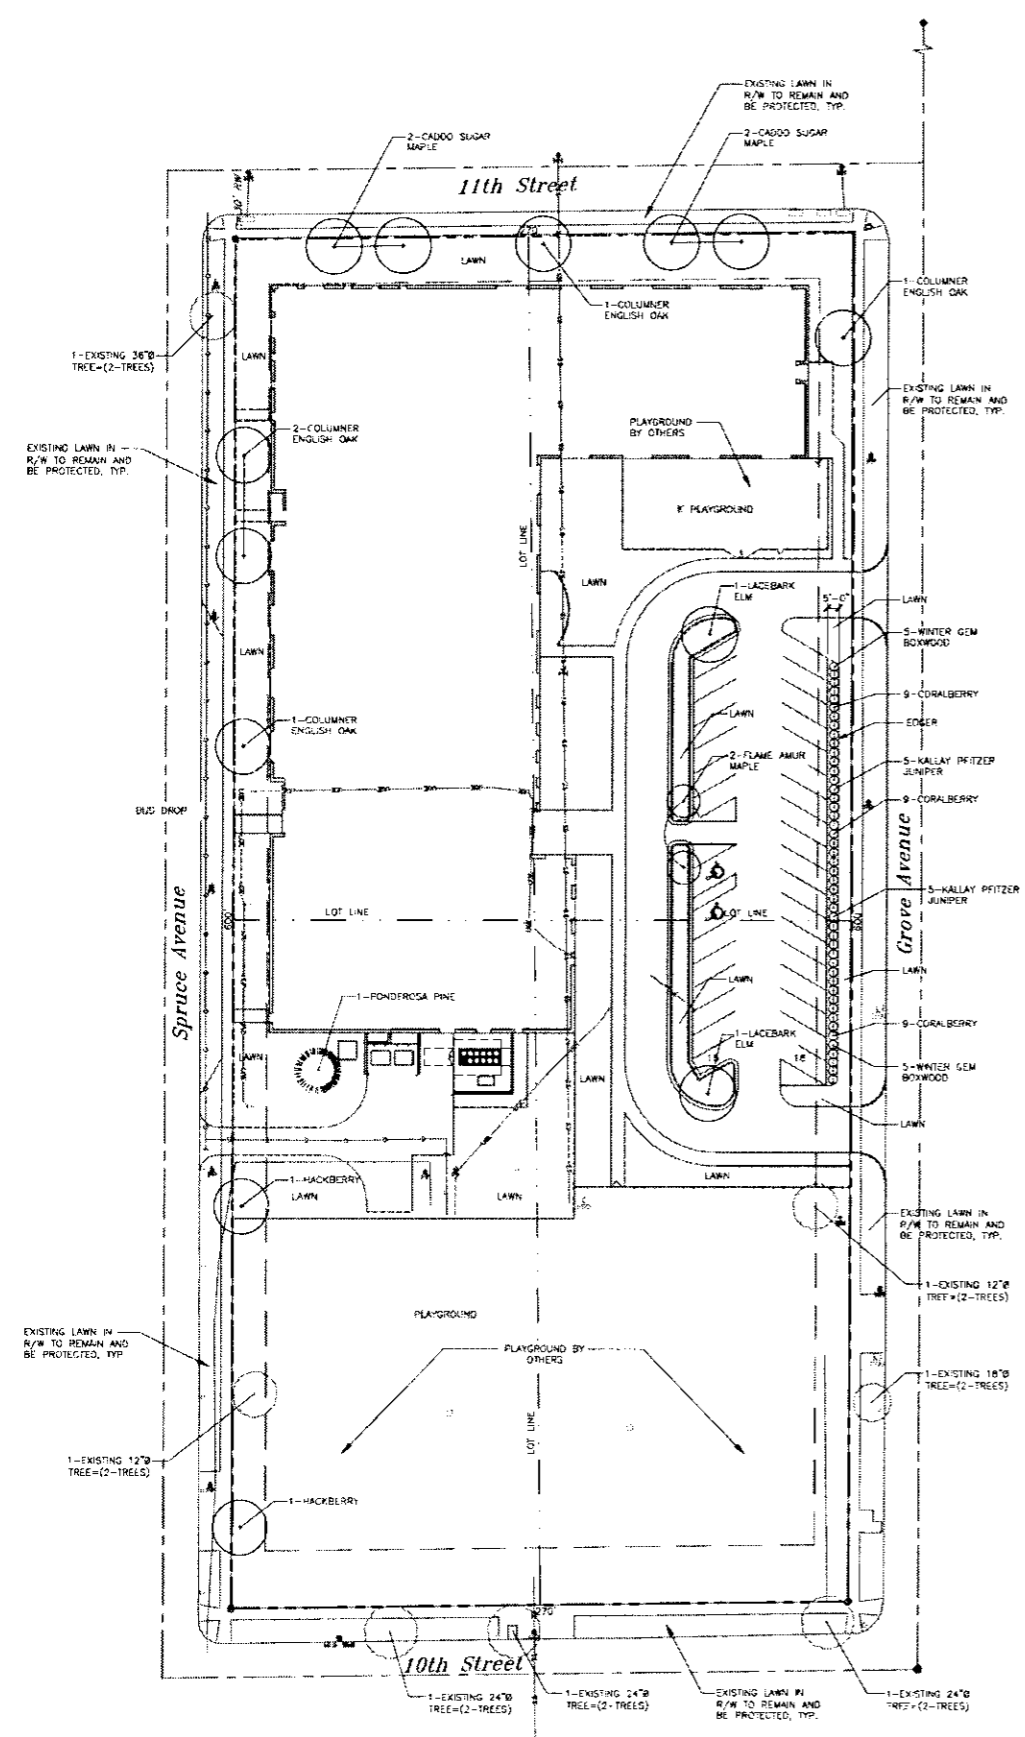 EXISTING LAWN IN
R/W TO REMAIN AND
BE PROTECTED, TYP.
2-CADDO SUGAR
MAPLE
2-CADDO SUGAR
MAPLE
11th Street
270'
LAWN
1-COLUMNER
ENGLISH OAK
1-COLUMNER
ENGLISH OAK
1-EXISTING 36"Ø
TREE=(2-TREES)
LAWN
EXISTING LAWN IN
R/W TO REMAIN AND
BE PROTECTED, TYP.
PLAYGROUND
BY OTHERS
2-COLUMNER
ENGLISH OAK
EXISTING LAWN IN
R/W TO REMAIN AND
BE PROTECTED, TYP.
K PLAYGROUND
LOT LINE
LAWN
1-LACEBARK
ELM
5'-0"
LAWN
5-WINTER GEM
BOXWOOD
LAWN
9-CORALBERRY
1-COLUMNER
ENGLISH OAK
LAWN
EDGER
2-FLAME AMUR
MAPLE
5-KALLAY PFITZER
JUNIPER
9-CORALBERRY
BUS DROP
Grove Avenue
5-KALLAY PFITZER
JUNIPER
LOT LINE
LOT LINE
600'
600'
Spruce Avenue
LAWN
LAWN
1-PONDEROSA PINE
9-CORALBERRY
1-LACEBARK
ELM
15
16
LAWN
LAWN
5-WINTER GEM
BOXWOOD
LAWN
1-HACKBERRY
LAWN
LAWN
LAWN
EXISTING LAWN IN
R/W TO REMAIN AND
BE PROTECTED, TYP.
1-EXISTING 12"Ø
TREE=(2-TREES)
PLAYGROUND
EXISTING LAWN IN
R/W TO REMAIN AND
BE PROTECTED, TYP
PLAYGROUND BY
OTHERS
1-EXISTING 18"Ø
TREE=(2-TREES)
LOT LINE
1-EXISTING 12"Ø
TREE=(2-TREES)
1-HACKBERRY
270'
10th Street
1-EXISTING 24"Ø
TREE=(2-TREES)
1-EXISTING 24"Ø
TREE=(2-TREES)
EXISTING LAWN IN
R/W TO REMAIN AND
BE PROTECTED, TYP.
1-EXISTING 24"Ø
TREE=(2-TREES)